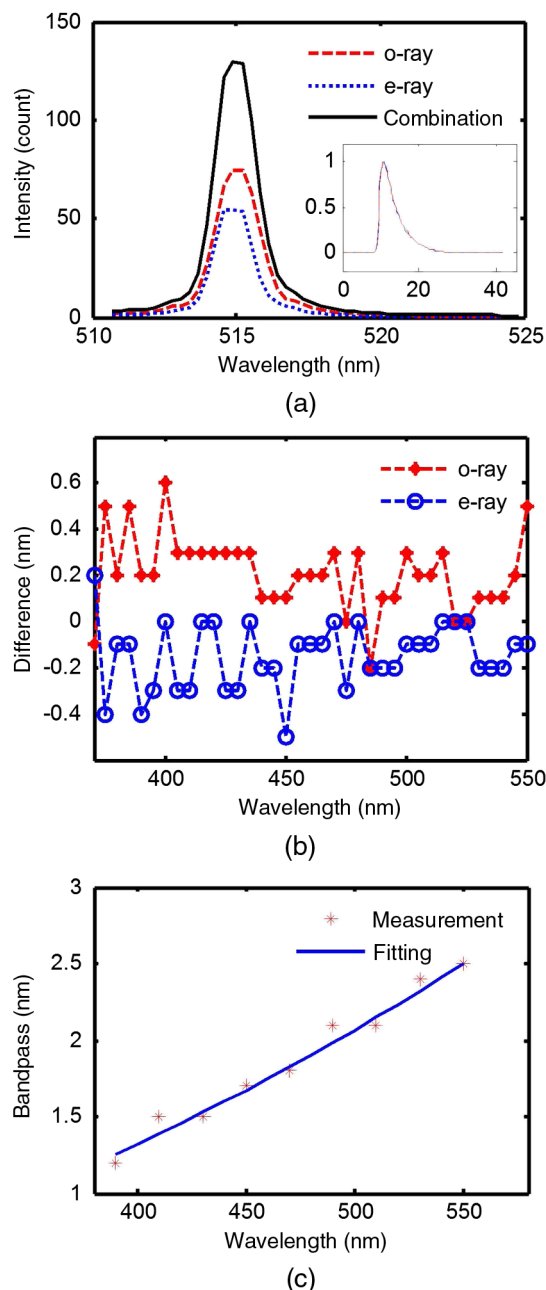 150
o-ray
e-ray
Combination
100
Intensity (count)
1
0.5
50
0
0 20 40
0
510 515 520 525
Wavelength (nm)
(a)
o-ray
0.6
e-ray
0.4
0.2
Difference (nm)
0
-0.2
-0.4
400 450 500 550
Wavelength (nm)
(b)
3
Measurement
Fitting
2.5
Bandpass (nm)
2
1.5
1
400 450 500 550
Wavelength (nm)
(c)